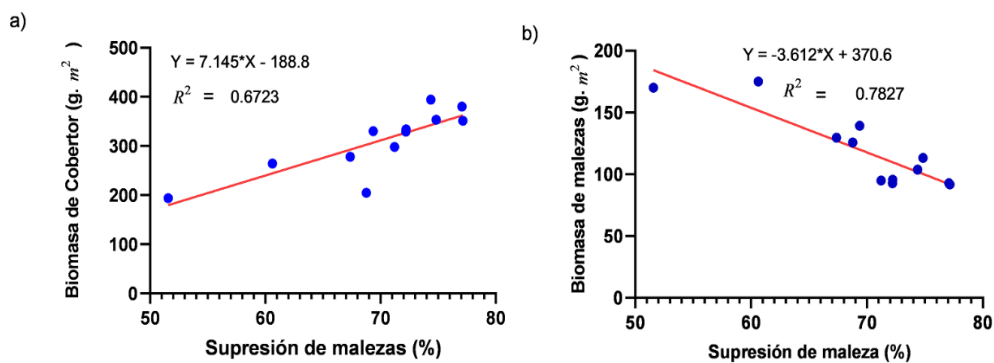 a)
Y = 7.145*X - 188.8
R² = 0.6723
Biomasa de Cobertor (g. m²)
500
400
300
200
100
0
50 60 70 80
Supresión de malezas (%)
b)
Y = -3.612*X + 370.6
R² = 0.7827
Biomasa de malezas (g. m²)
200
150
100
50
0
50 60 70 80
Supresión de maleza (%)